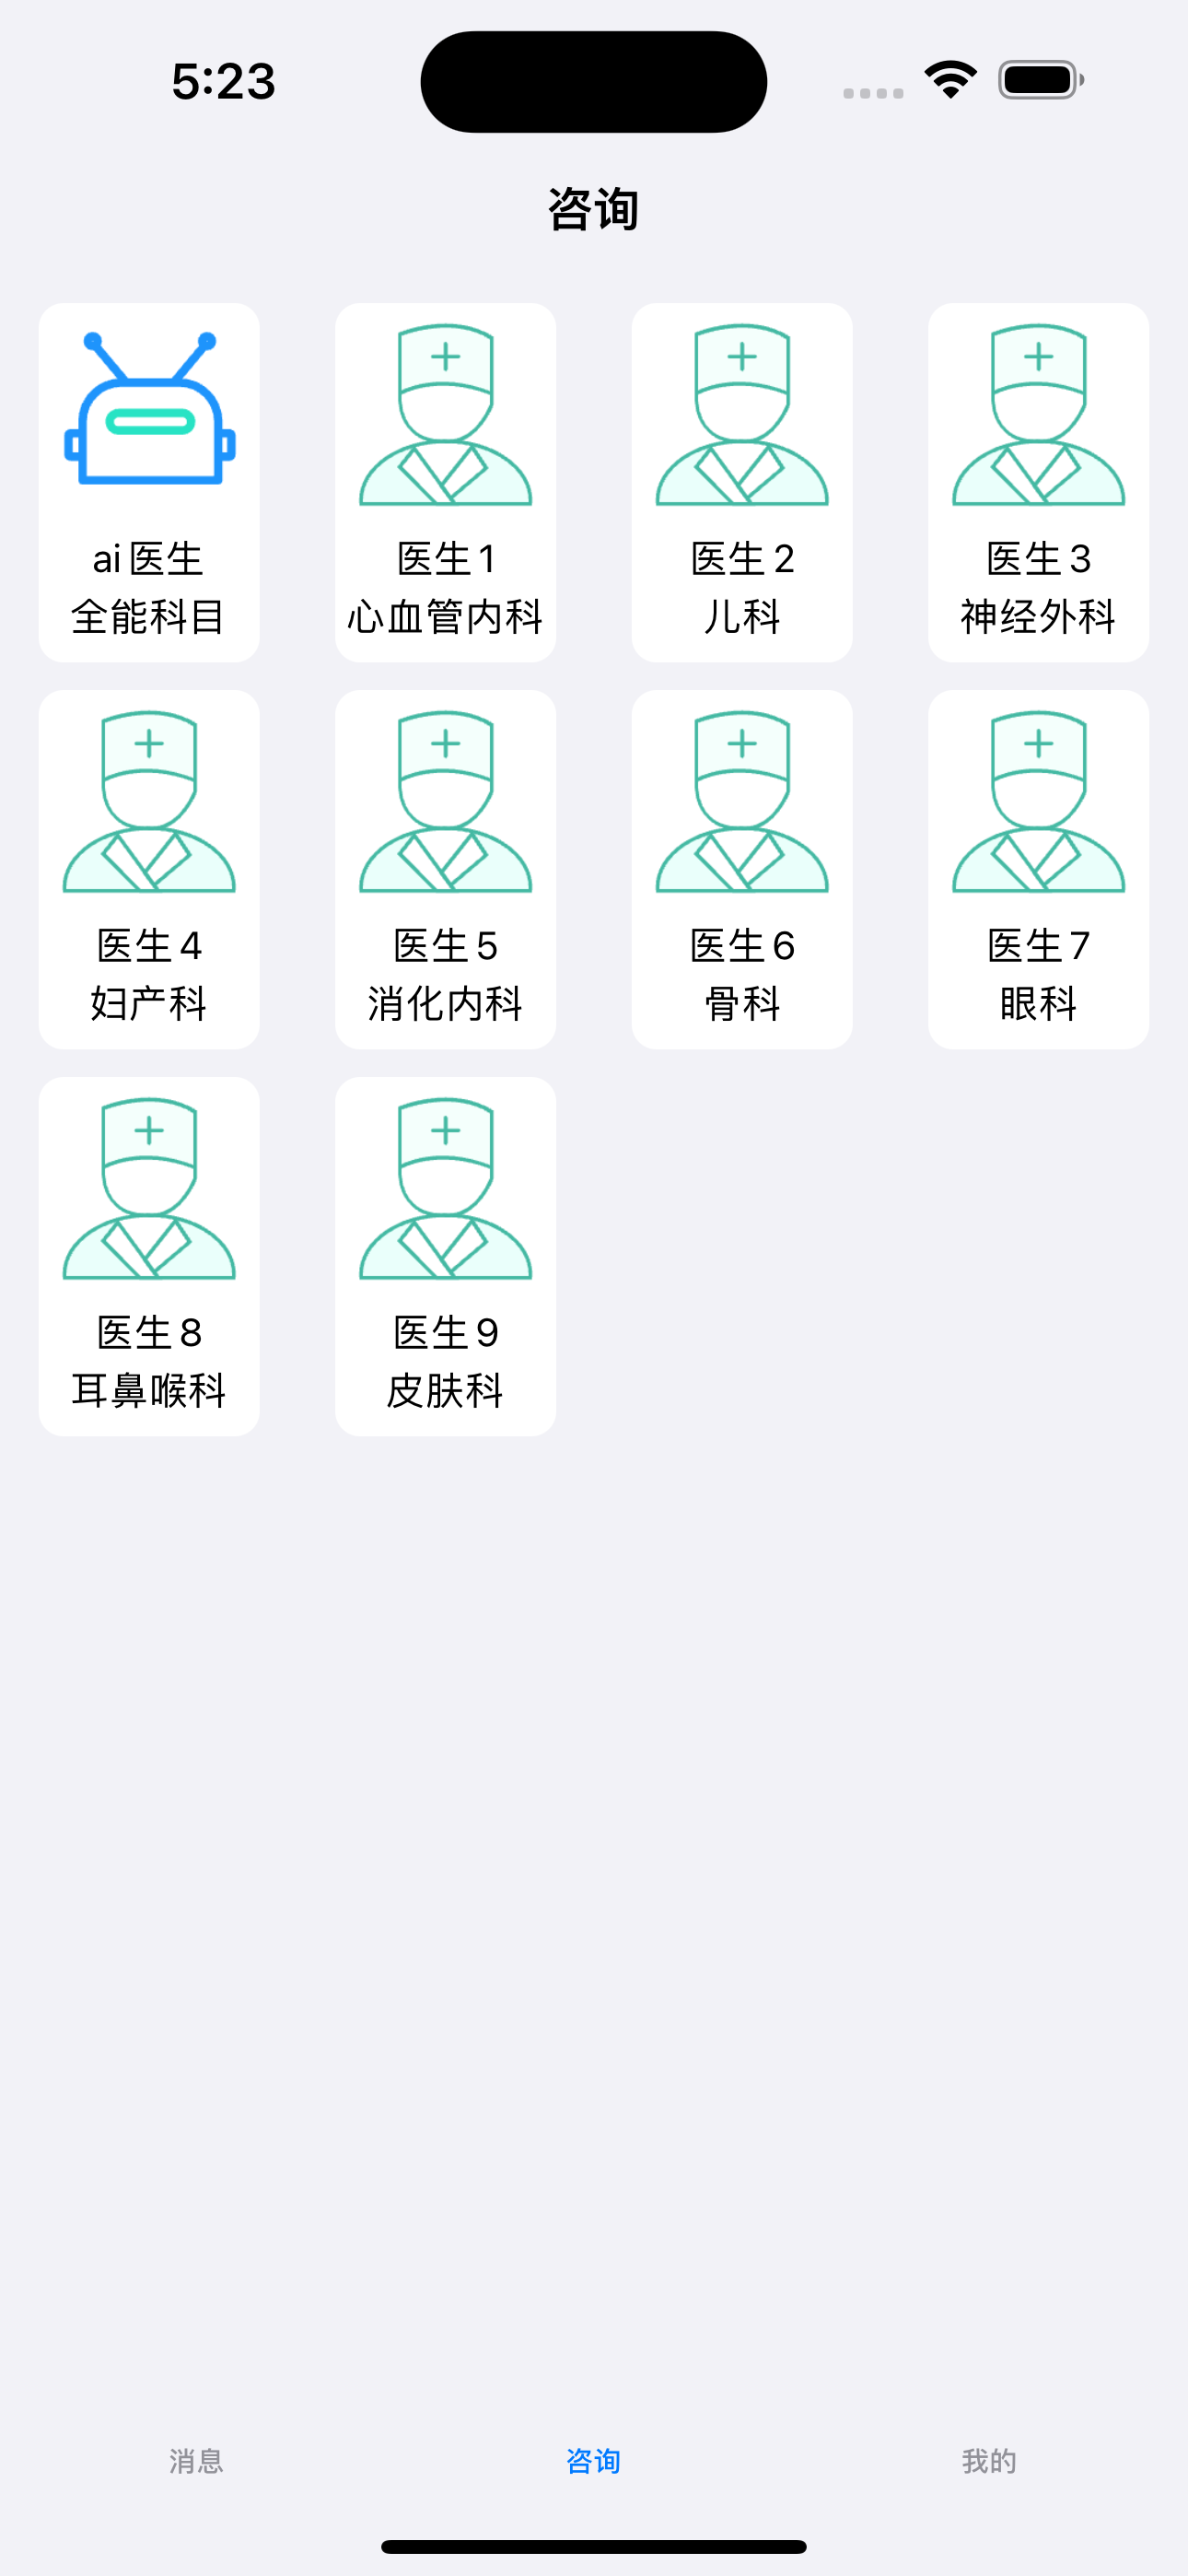 5:23
咨询
ai 医生
全能科目
医生 1
心血管内科
医生 2
儿科
医生 3
神经外科
医生 4
妇产科
医生 5
消化内科
医生 6
骨科
医生 7
眼科
医生 8
耳鼻喉科
医生 9
皮肤科
消息
咨询
我的